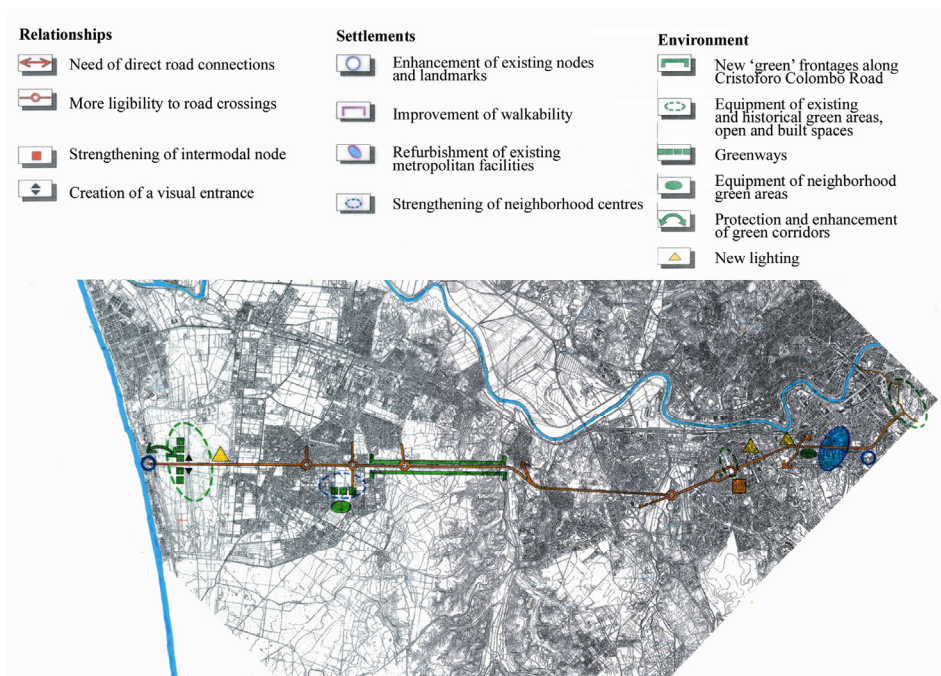 Relationships
Need of direct road connections
More ligibility to road crossings
Strengthening of intermodal node
Creation of a visual entrance
Settlements
Enhancement of existing nodes
and landmarks
Improvement of walkability
Refurbishment of existing
metropolitan facilities
Strengthening of neighborhood centres
Environment
New ‘green’ frontages along
Cristoforo Colombo Road
Equipment of existing
and historical green areas,
open and built spaces
Greenways
Equipment of neighborhood
green areas
Protection and enhancement
of green corridors
New lighting